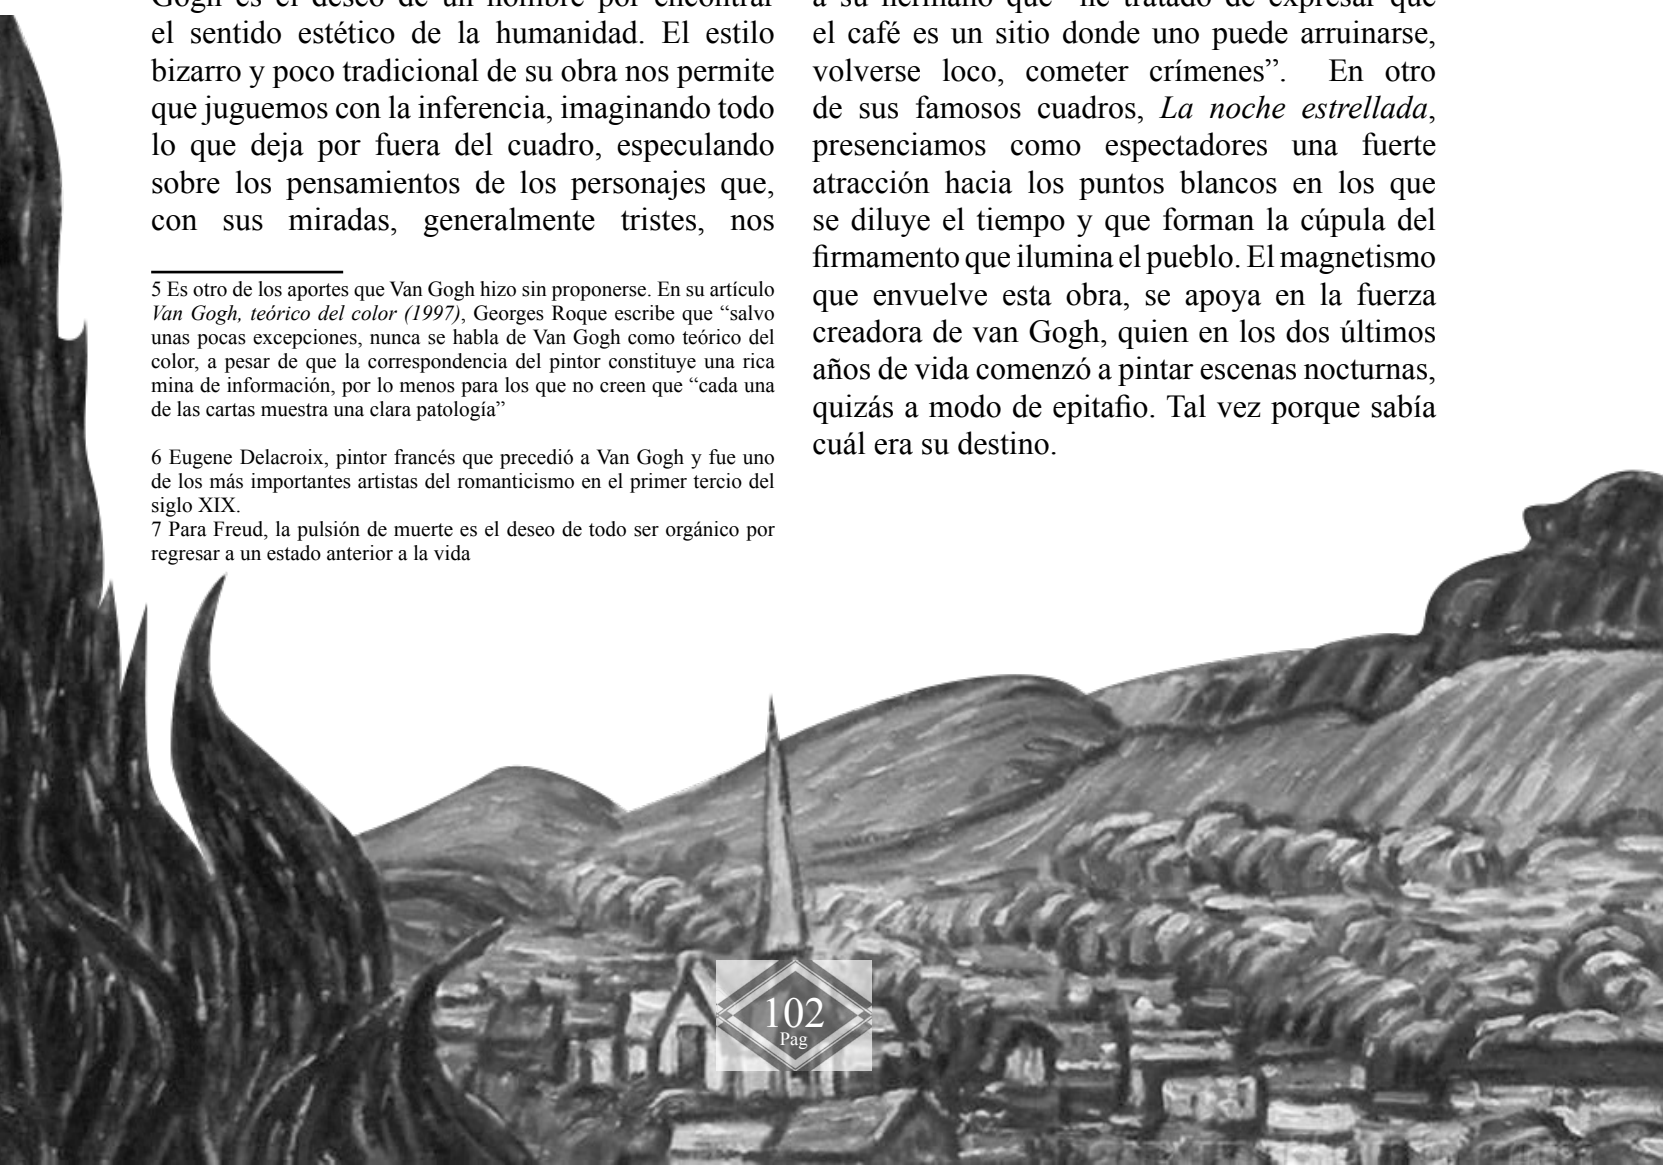 Gogh es el deseo de un hombre por encontrar
el sentido estético de la humanidad. El estilo
bizarro y poco tradicional de su obra nos permite
que juguemos con la inferencia, imaginando todo
lo que deja por fuera del cuadro, especulando
sobre los pensamientos de los personajes que,
con sus miradas, generalmente tristes, nos
5 Es otro de los aportes que Van Gogh hizo sin proponerse. En su artículo
Van Gogh, teórico del color (1997), Georges Roque escribe que “salvo
unas pocas excepciones, nunca se habla de Van Gogh como teórico del
color, a pesar de que la correspondencia del pintor constituye una rica
mina de información, por lo menos para los que no creen que “cada una
de las cartas muestra una clara patología”
6 Eugene Delacroix, pintor francés que precedió a Van Gogh y fue uno
de los más importantes artistas del romanticismo en el primer tercio del
siglo XIX.
7 Para Freud, la pulsión de muerte es el deseo de todo ser orgánico por
regresar a un estado anterior a la vida
a su hermano que “he tratado de expresar que
el café es un sitio donde uno puede arruinarse,
volverse loco, cometer crímenes”. En otro
de sus famosos cuadros, La noche estrellada,
presenciamos como espectadores una fuerte
atracción hacia los puntos blancos en los que
se diluye el tiempo y que forman la cúpula del
firmamento que ilumina el pueblo. El magnetismo
que envuelve esta obra, se apoya en la fuerza
creadora de van Gogh, quien en los dos últimos
años de vida comenzó a pintar escenas nocturnas,
quizás a modo de epitafio. Tal vez porque sabía
cuál era su destino.
102
Pag